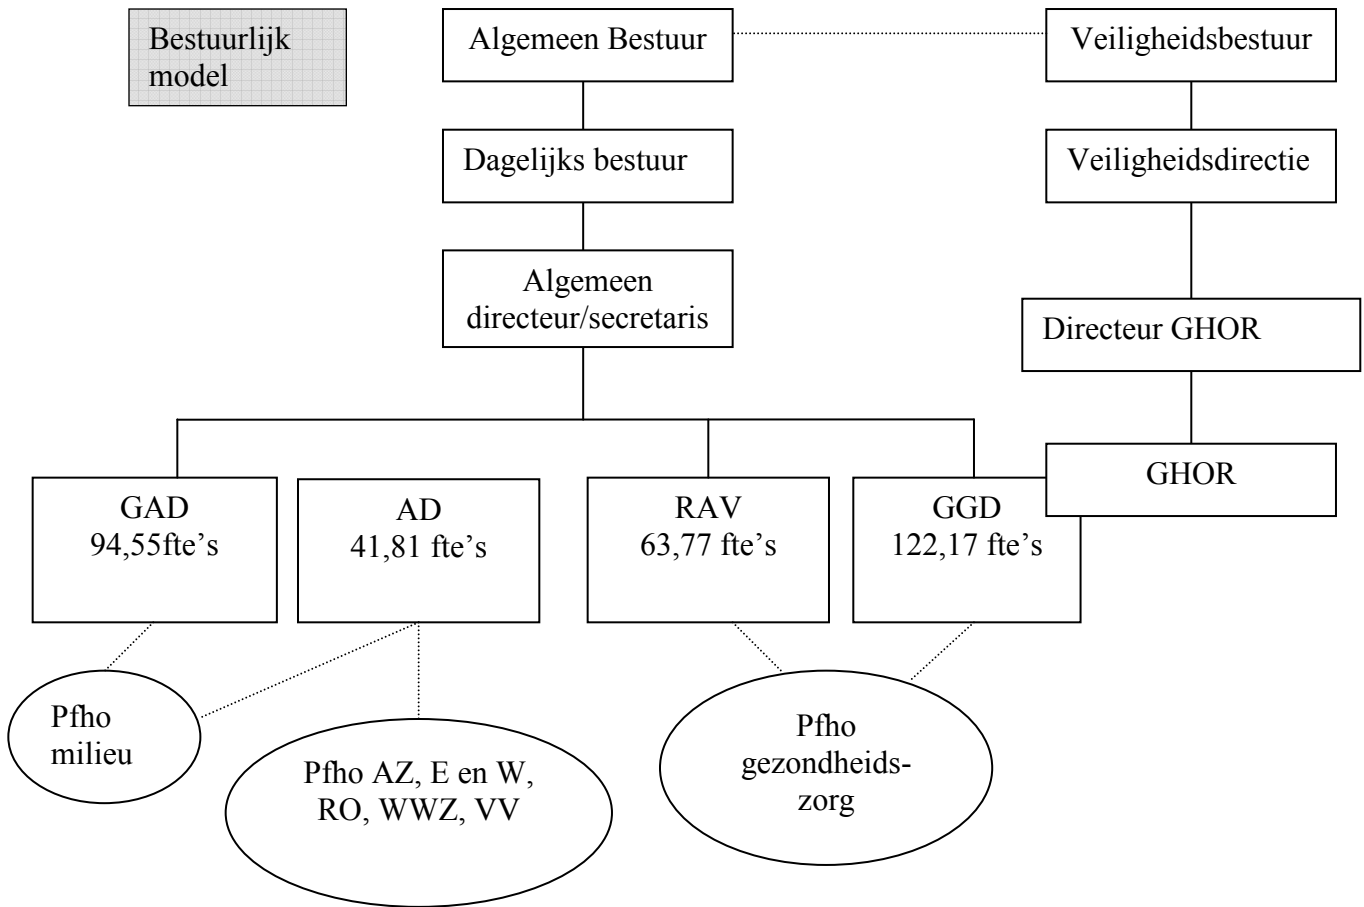 Bestuurlijk
model
Algemeen Bestuur
Veiligheidsbestuur
Dagelijks bestuur
Veiligheidsdirectie
Algemeen
directeur/secretaris
Directeur GHOR
GHOR
GAD
94,55fte’s
AD
41,81 fte’s
RAV
63,77 fte’s
GGD
122,17 fte’s
Pfho
milieu
Pfho AZ, E en W,
RO, WWZ, VV
Pfho
gezondheids-
zorg